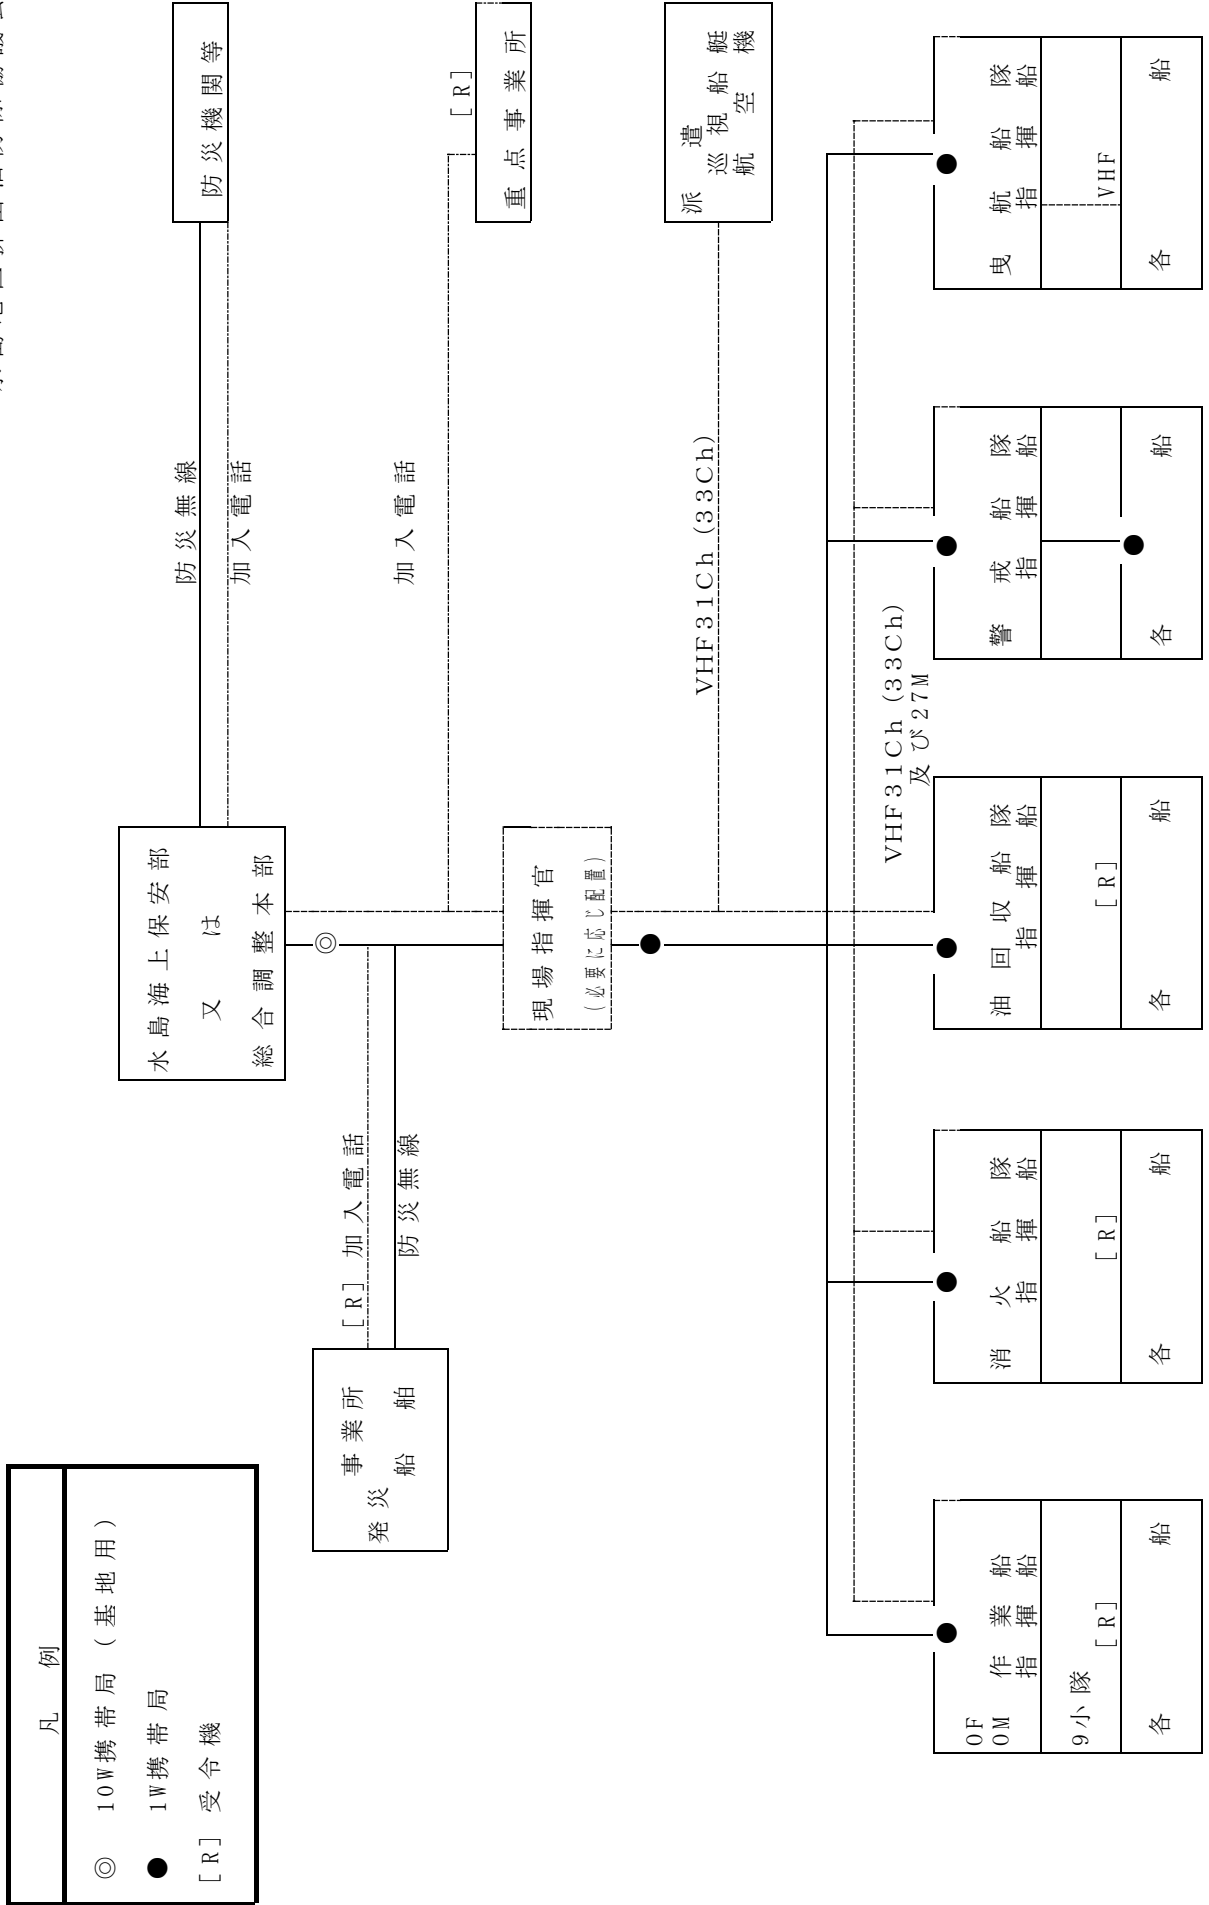 凡　例
◎　10W携帯局（基地用）
●　1W携帯局
[R]　受令機
水島海上保安部
又は
総合調整本部
防災無線
加入電話
防災機関等
発災
事業所
船舶
[R] 加入電話
防災無線
加入電話
[R]
重点事業所
現場指揮官
（必要に応じ配置）
VHF31Ch（33Ch）
派遣
巡視船艇
航空機
VHF31Ch（33Ch）
及び27M
OF
OM
作業船
指揮船
9小隊
[R]
各船
消火船隊
指揮船
[R]
各船
油回収船隊
指揮船
[R]
各船
警戒船隊
指揮船
各船
曳航船隊
指揮船
VHF
各船